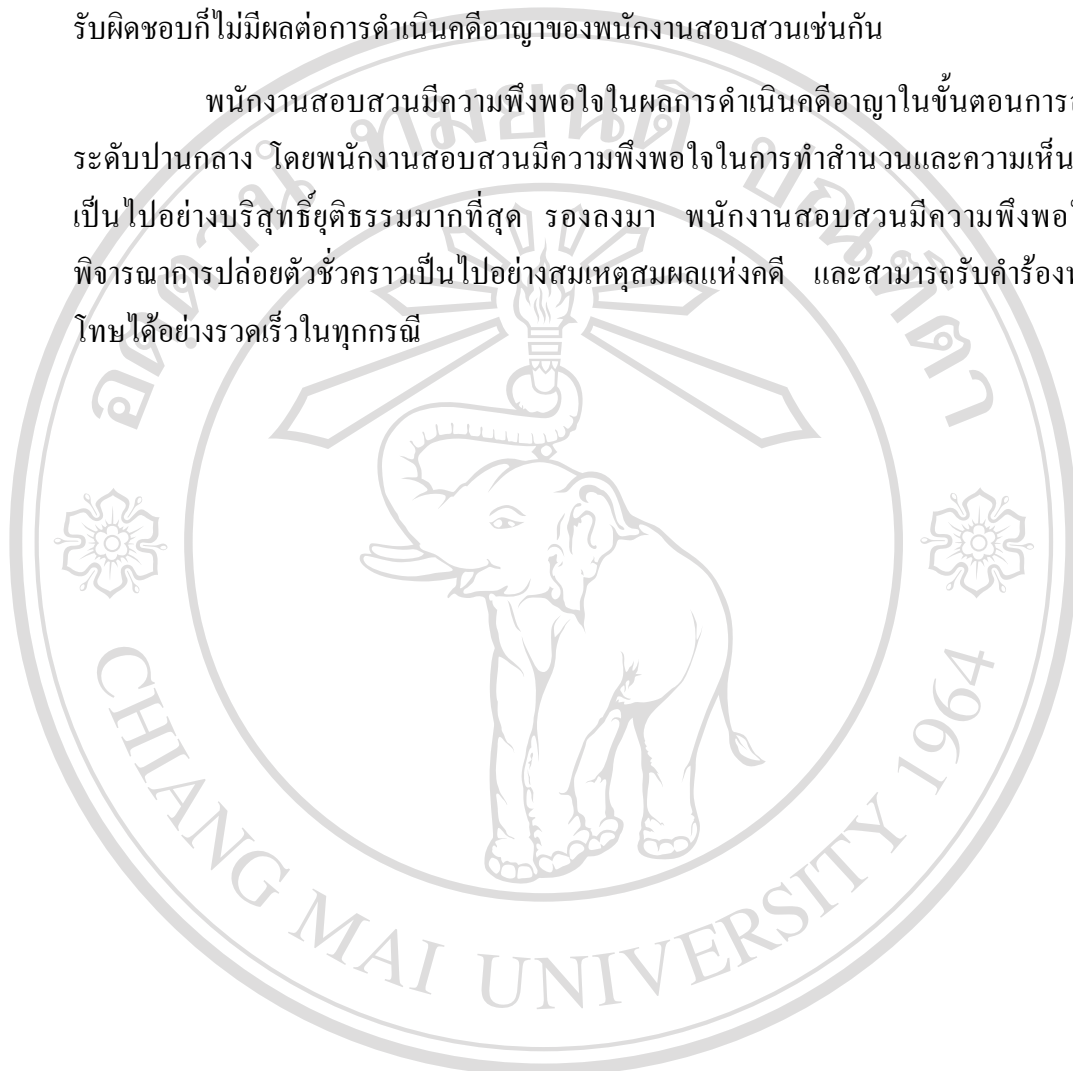 รับผิดชอบก็ไม่มีผลต่อการดำเนินคดีอาญาของพนักงานสอบสวนเช่นกัน
พนักงานสอบสวนมีความพึงพอใจในผลการดำเนินคดีอาญาในขั้นตอนการ
ระดับปานกลาง โดยพนักงานสอบสวนมีความพึงพอใจในการทำสำนวนและความเห็น
เป็นไปอย่างบริสุทธิ์ยุติธรรมมากที่สุด รองลงมา พนักงานสอบสวนมีความพึงพอ
พิจารณาการปล่อยตัวชั่วคราวเป็นไปอย่างสมเหตุสมผลแห่งคดี และสามารถรับคำร้อง
โทษได้อย่างรวดเร็วในทุกกรณี
อตฺตานํ ทมยนฺติ ปณฺฑิตา
CHIANG MAI UNIVERSITY 1964